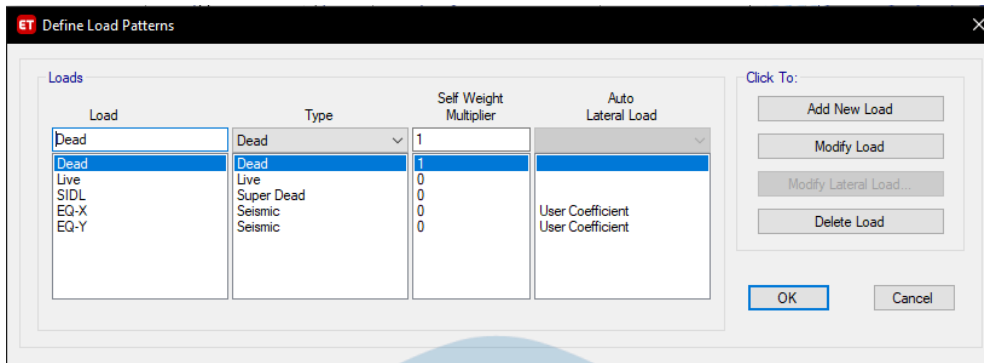 ET Define Load Patterns
Loads
Click To:
Load Type Self Weight Multiplier Auto Lateral Load
Dead Dead 1
Dead Dead 1
Live Live 0
SIDL Super Dead 0
EQ-X Seismic 0 User Coefficient
EQ-Y Seismic 0 User Coefficient
Add New Load
Modify Load
Modify Lateral Load...
Delete Load
OK Cancel